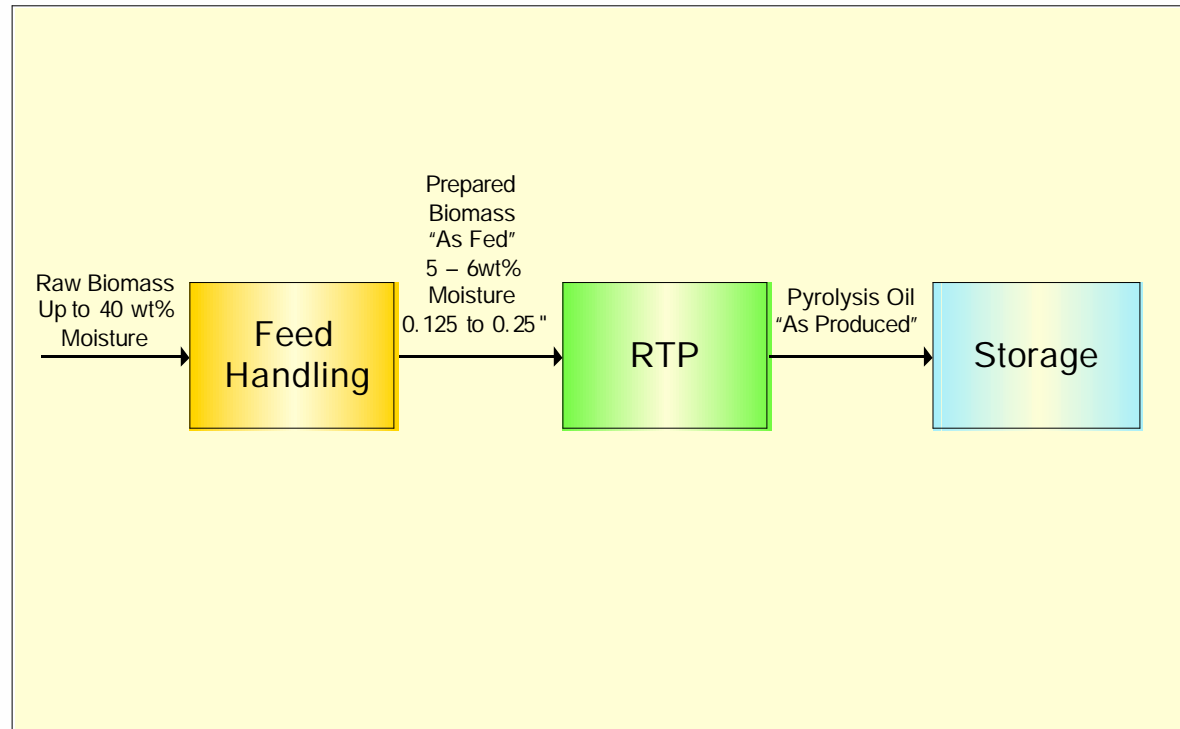 Raw Biomass
Up to 40 wt%
Moisture
Feed
Handling
Prepared
Biomass
“As Fed”
5 – 6wt%
Moisture
0.125 to 0.25"
RTP
Pyrolysis Oil
“As Produced”
Storage